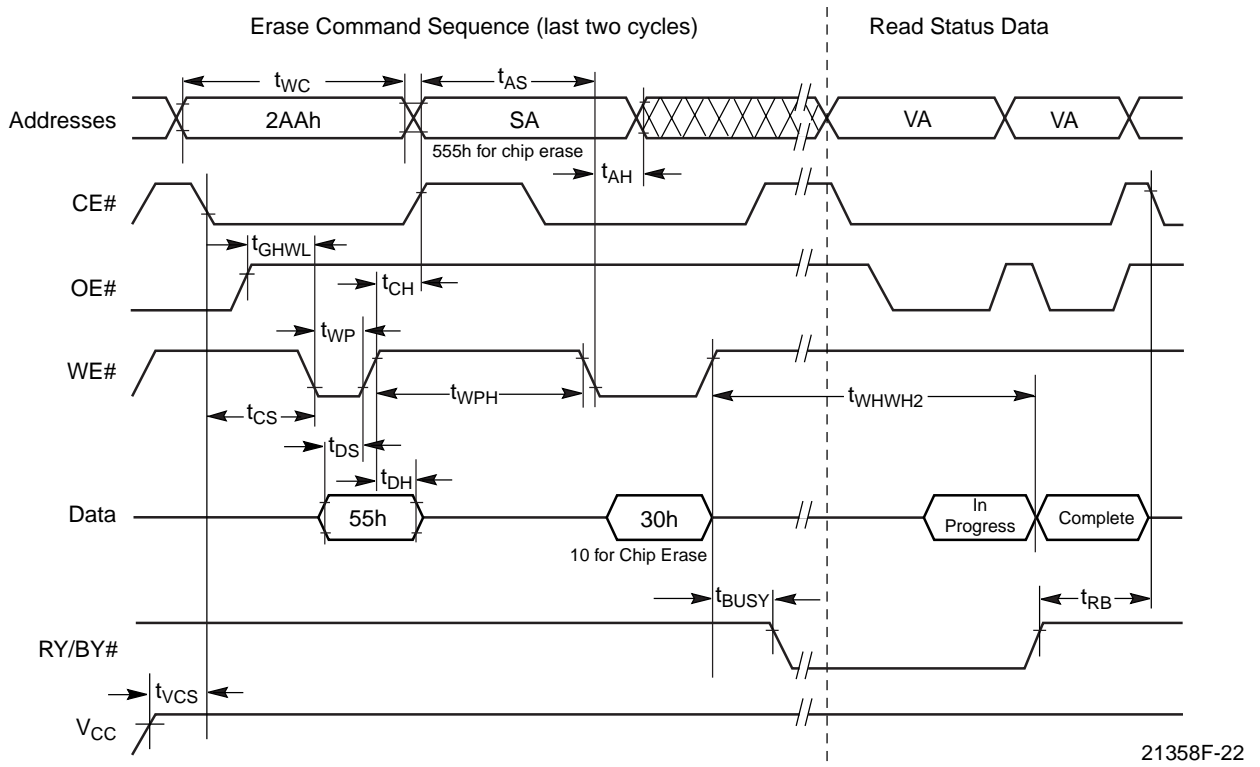 Erase Command Sequence (last two cycles)
Read Status Data
tWC
tAS
Addresses
2AAh
SA
VA
VA
555h for chip erase
tAH
CE#
tGHWL
OE#
tCH
tWP
WE#
tWPH
tWHWH2
tCS
tDS
tDH
Data
55h
30h
In
Progress
Complete
10 for Chip Erase
tBUSY
tRB
RY/BY#
tVCS
VCC
21358F-22